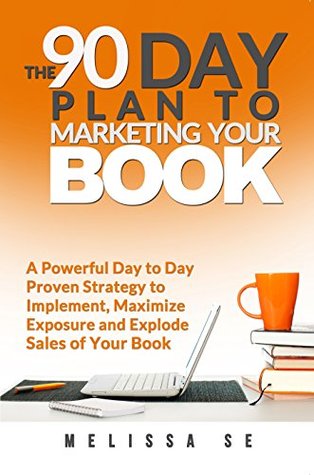 THE 90 DAY
PLAN TO
MARKETING YOUR
BOOK
A Powerful Day to Day
Proven Strategy to
Implement, Maximize
Exposure and Explode
Sales of Your Book
MELISSA SE